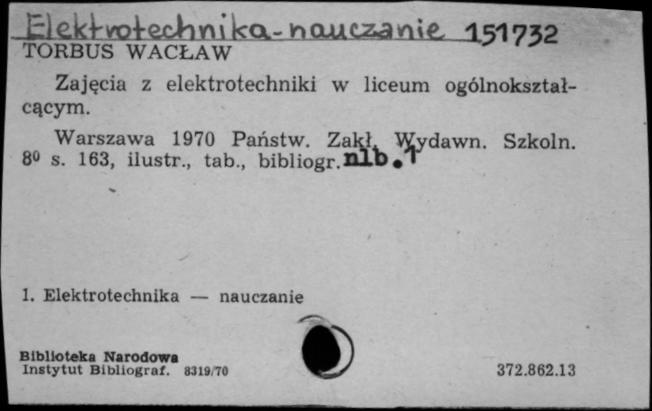 Elektrotechnika-nauczanie 151732
TORBUS WACŁAW
Zajęcia z elektrotechniki w liceum ogólnokształ-
cącym.
Warszawa 1970 Państw. Zakł. Wydawn. Szkoln.
8⁰ s. 163, ilustr., tab., bibliogr. nlb. 1
1. Elektrotechnika — nauczanie
Biblioteka Narodowa
Instytut Bibliograf. 8319/70
372.862.13